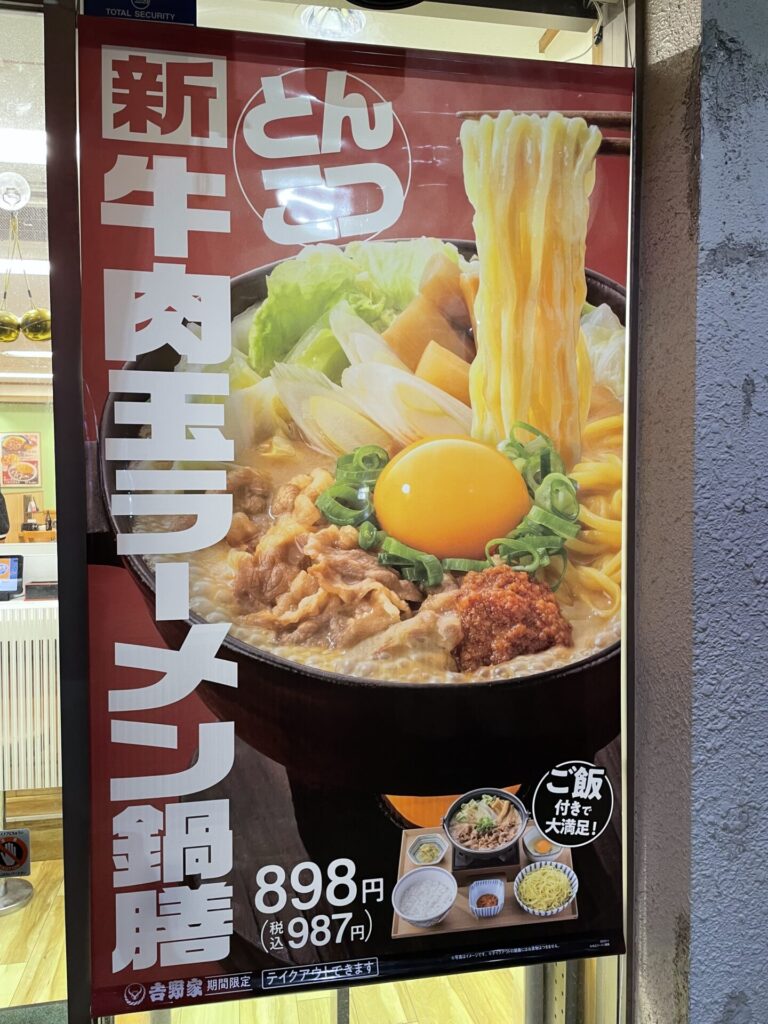 TOTAL SECURITY
新
牛肉玉ラーメン鍋膳
とん
こつ
ご飯
付きで
大満足!
898円
(税込987円)
吉野家 期間限定 テイクアウトできます